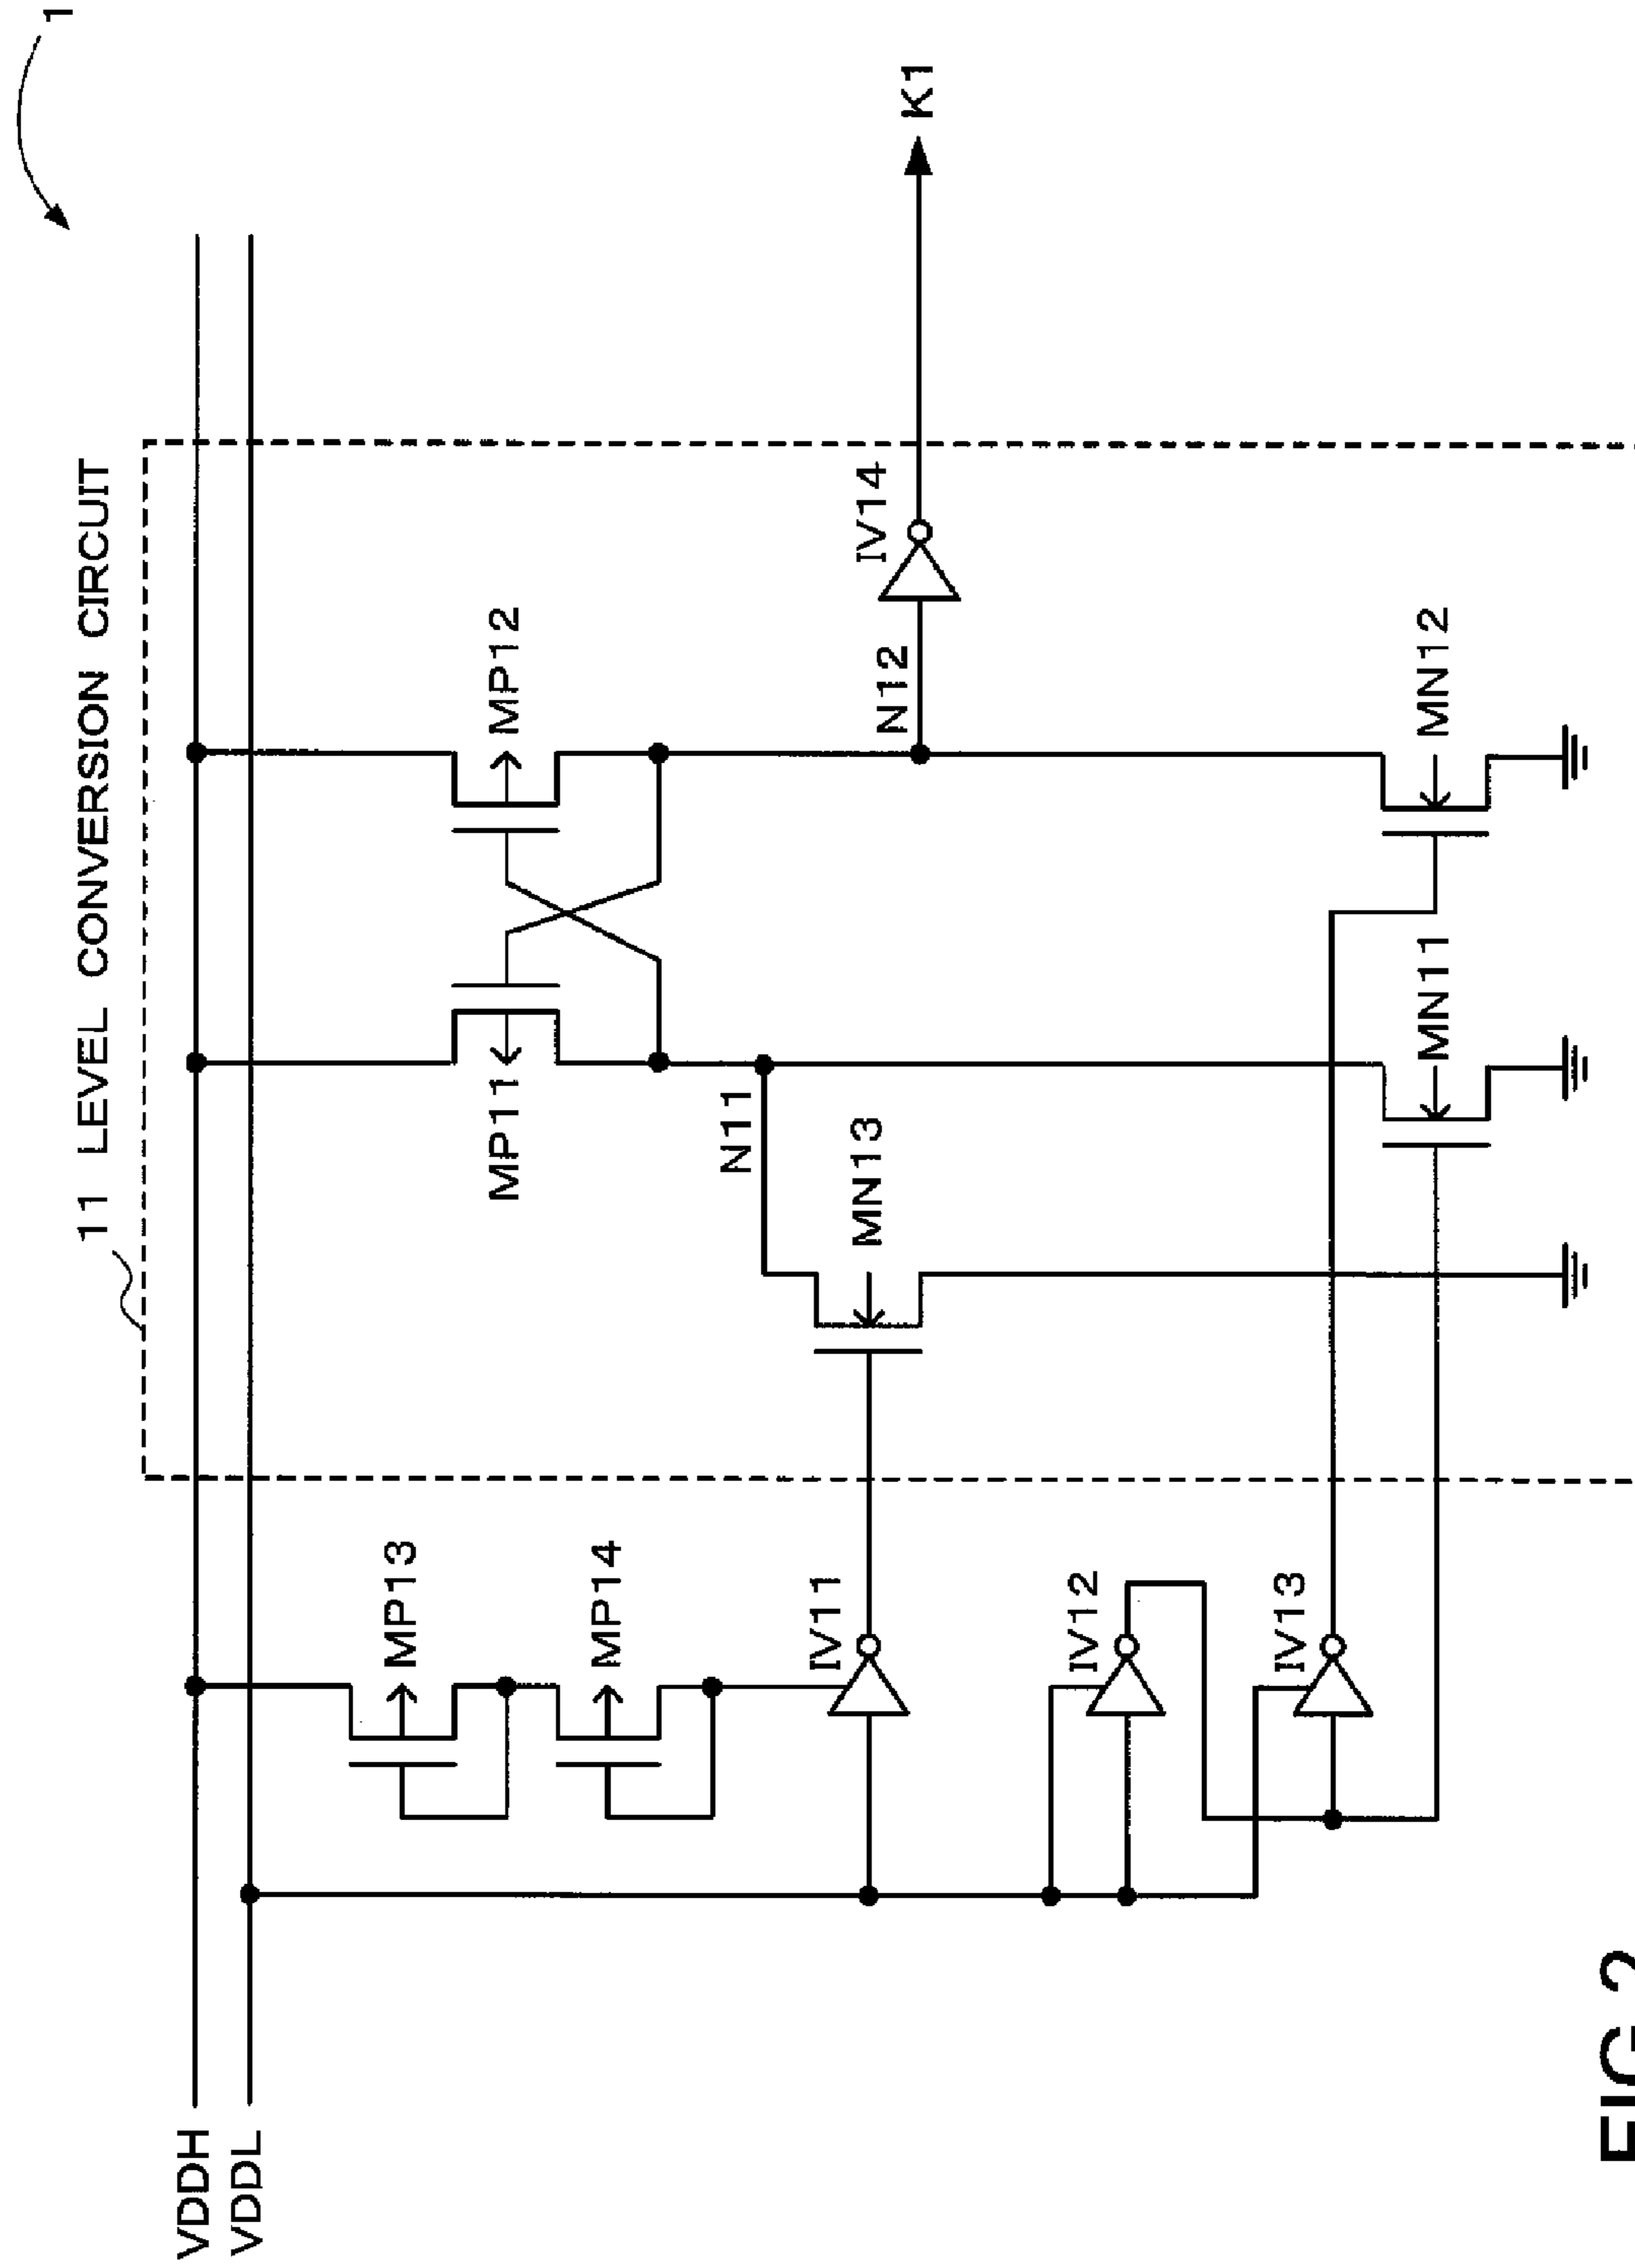 1
11 LEVEL CONVERSION CIRCUIT
VDDH
VDDL
MP13
MP14
MP11
MP12
N11
N12
MN13
IV11
IV14
K1
IV12
IV13
MN11
MN12
FIG.2